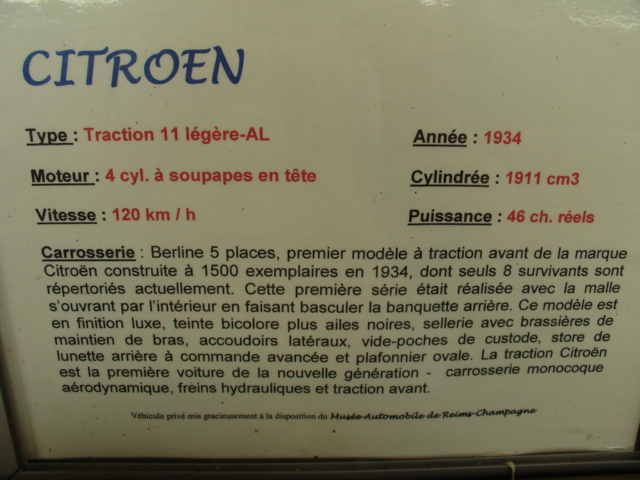 CITROEN
Type : Traction 11 légère-AL Année : 1934
Moteur : 4 cyl. à soupapes en tête Cylindrée : 1911 cm3
Vitesse : 120 km / h Puissance : 46 ch. réels
Carrosserie : Berline 5 places, premier modèle à traction avant de la marque
Citroën construite à 1500 exemplaires en 1934, dont seuls 8 survivants sont
répertoriés actuellement. Cette première série était réalisée avec la malle
s'ouvrant par l'intérieur en faisant basculer la banquette arrière. Ce modèle est
en finition luxe, teinte bicolore plus ailes noires, sellerie avec brassières de
maintien de bras, accoudoirs latéraux, vide-poches de custode, store de
lunette arrière à commande avancée et plafonnier ovale. La traction Citroën
est la première voiture de la nouvelle génération - carrosserie monocoque
aérodynamique, freins hydrauliques et traction avant.
Véhicule privé mis gracieusement à la disposition du Musée Automobile de Reims-Champagne